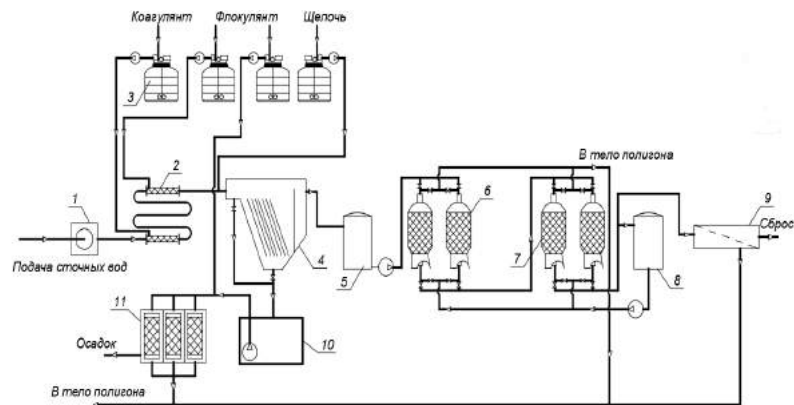 Коагулянт Флокулянт Щелочь
3
2
В тело полигона
1
6
9
Сброс
7
Подача сточных вод
4
5
8
11
Осадок
10
В тело полигона